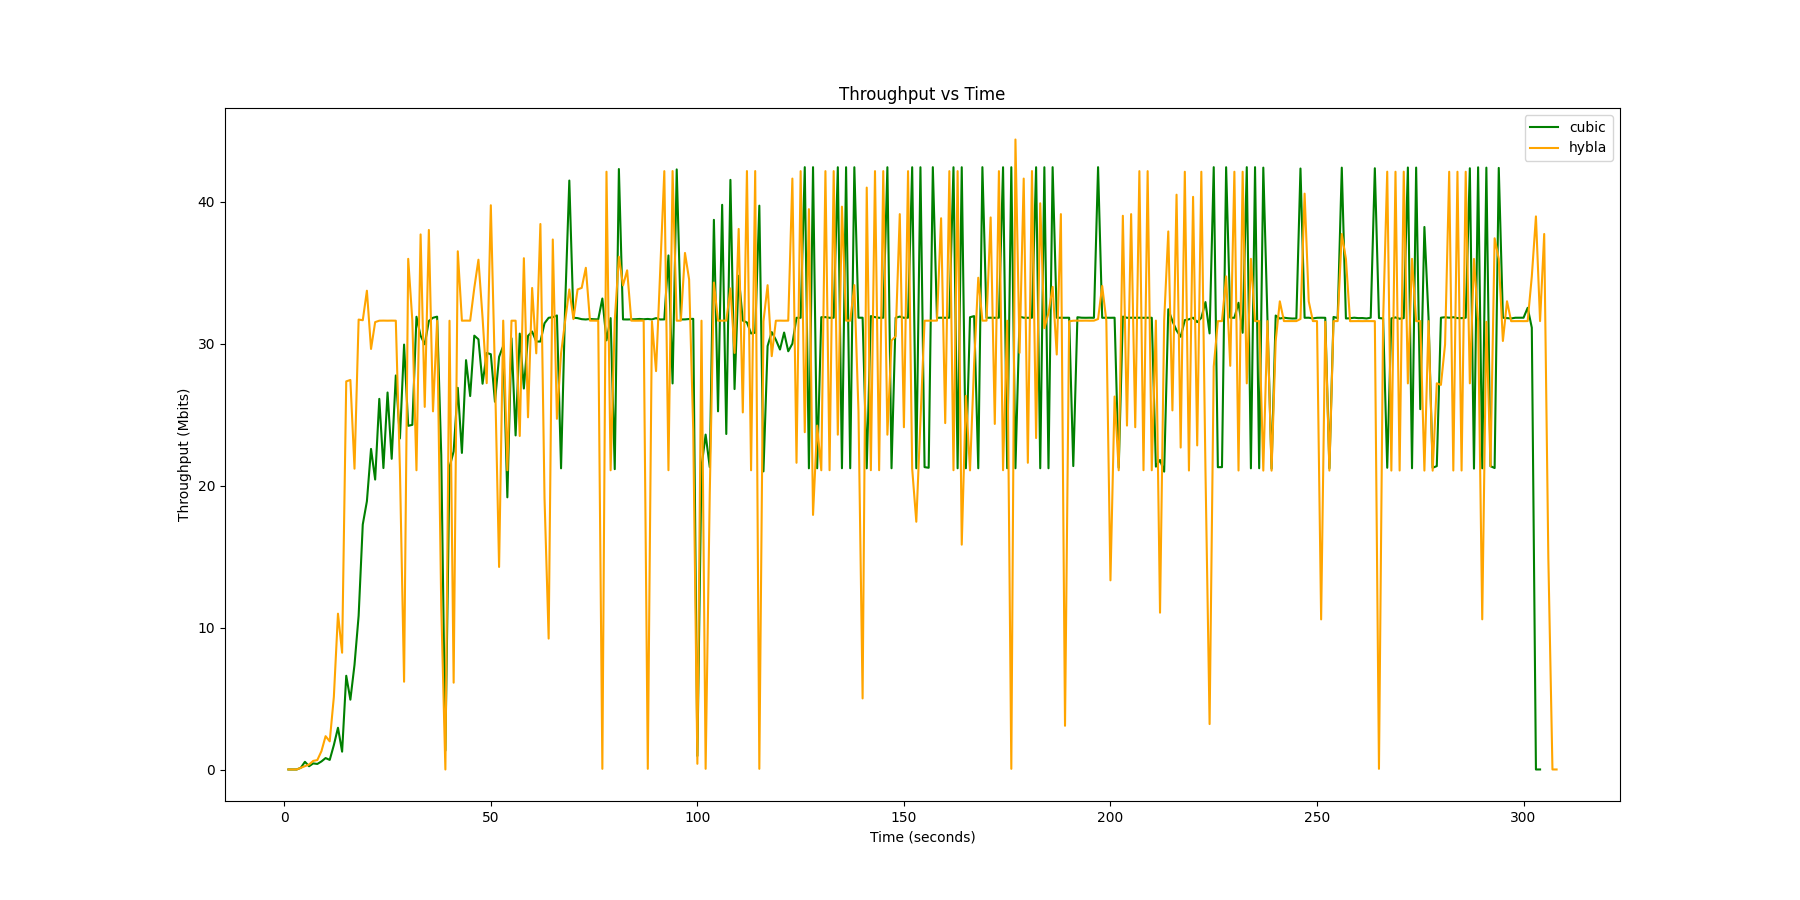 Throughput vs Time
cubic
hybla
Throughput (Mbits)
40
30
20
10
0
0 50 100 150 200 250 300
Time (seconds)